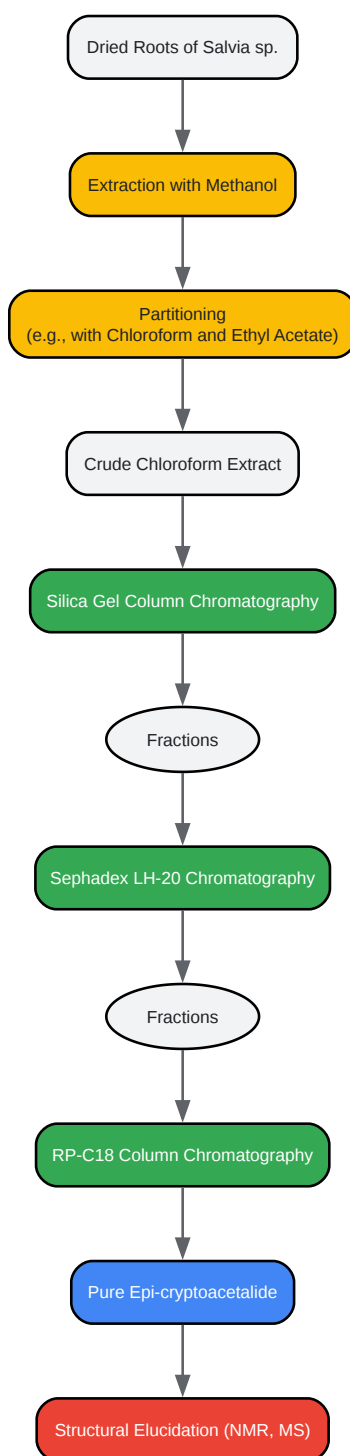 Dried Roots of Salvia sp.
Extraction with Methanol
Partitioning
(e.g., with Chloroform and Ethyl Acetate)
Crude Chloroform Extract
Silica Gel Column Chromatography
Fractions
Sephadex LH-20 Chromatography
Fractions
RP-C18 Column Chromatography
Pure Epi-cryptoacetalide
Structural Elucidation (NMR, MS)